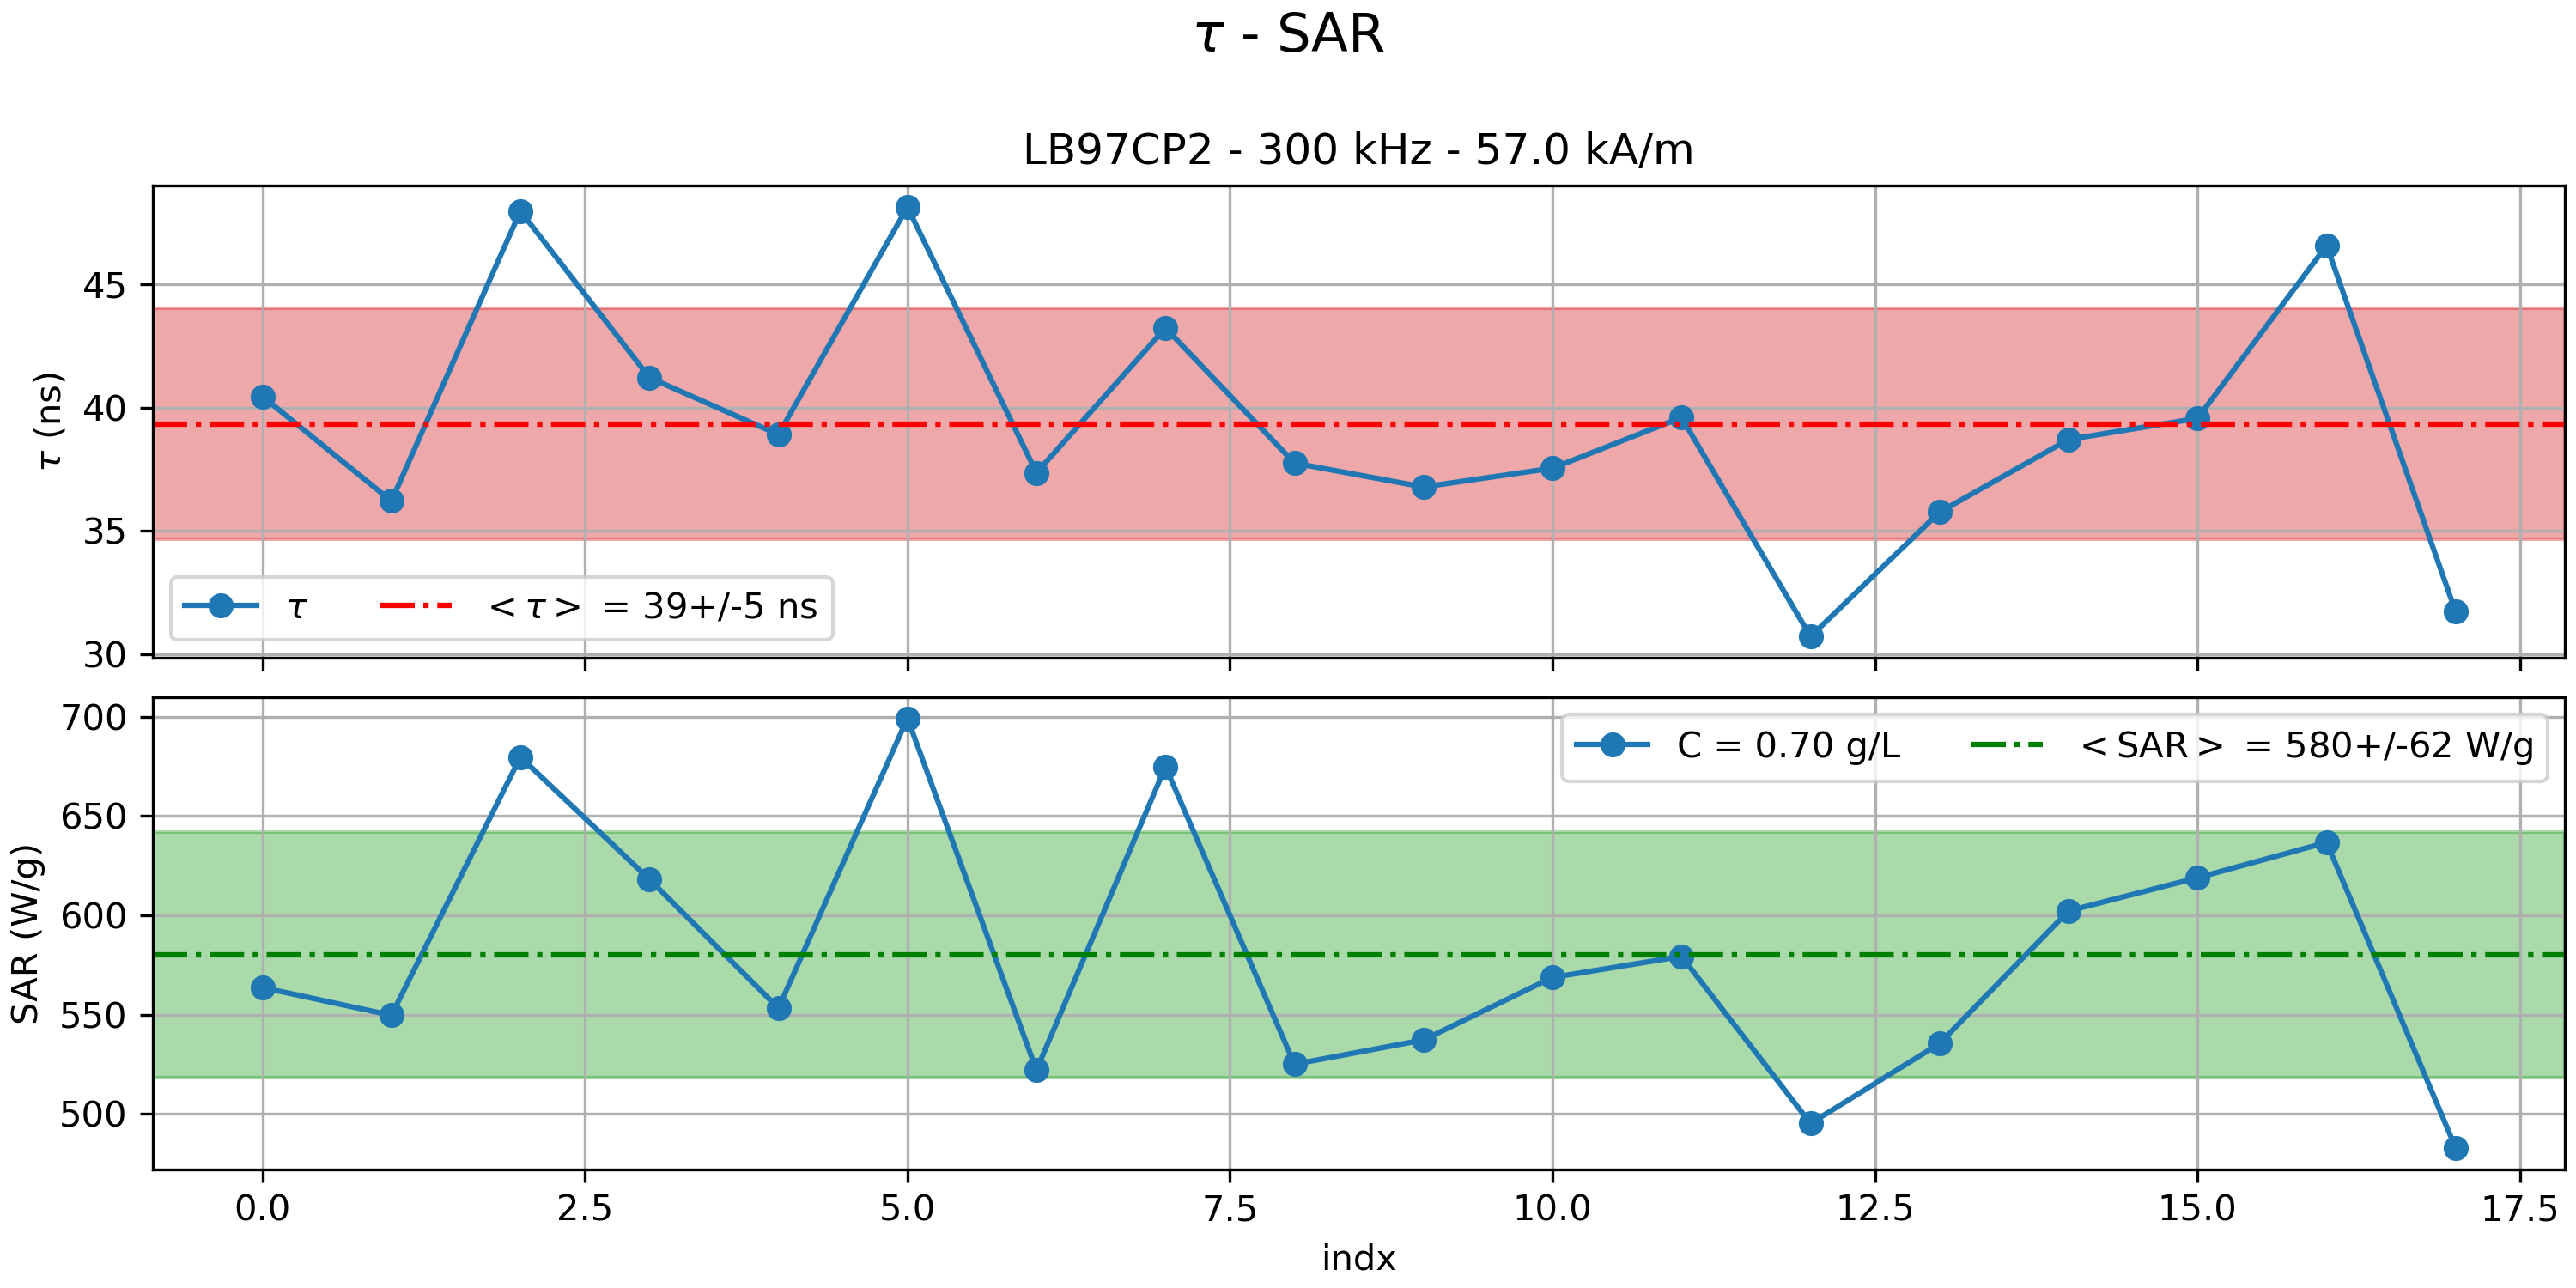 τ - SAR
LB97CP2 - 300 kHz - 57.0 kA/m
τ (ns)
45
40
35
30
τ
<τ> = 39+/-5 ns
SAR (W/g)
700
650
600
550
500
C = 0.70 g/L
<SAR> = 580+/-62 W/g
0.0 2.5 5.0 7.5 10.0 12.5 15.0 17.5
indx